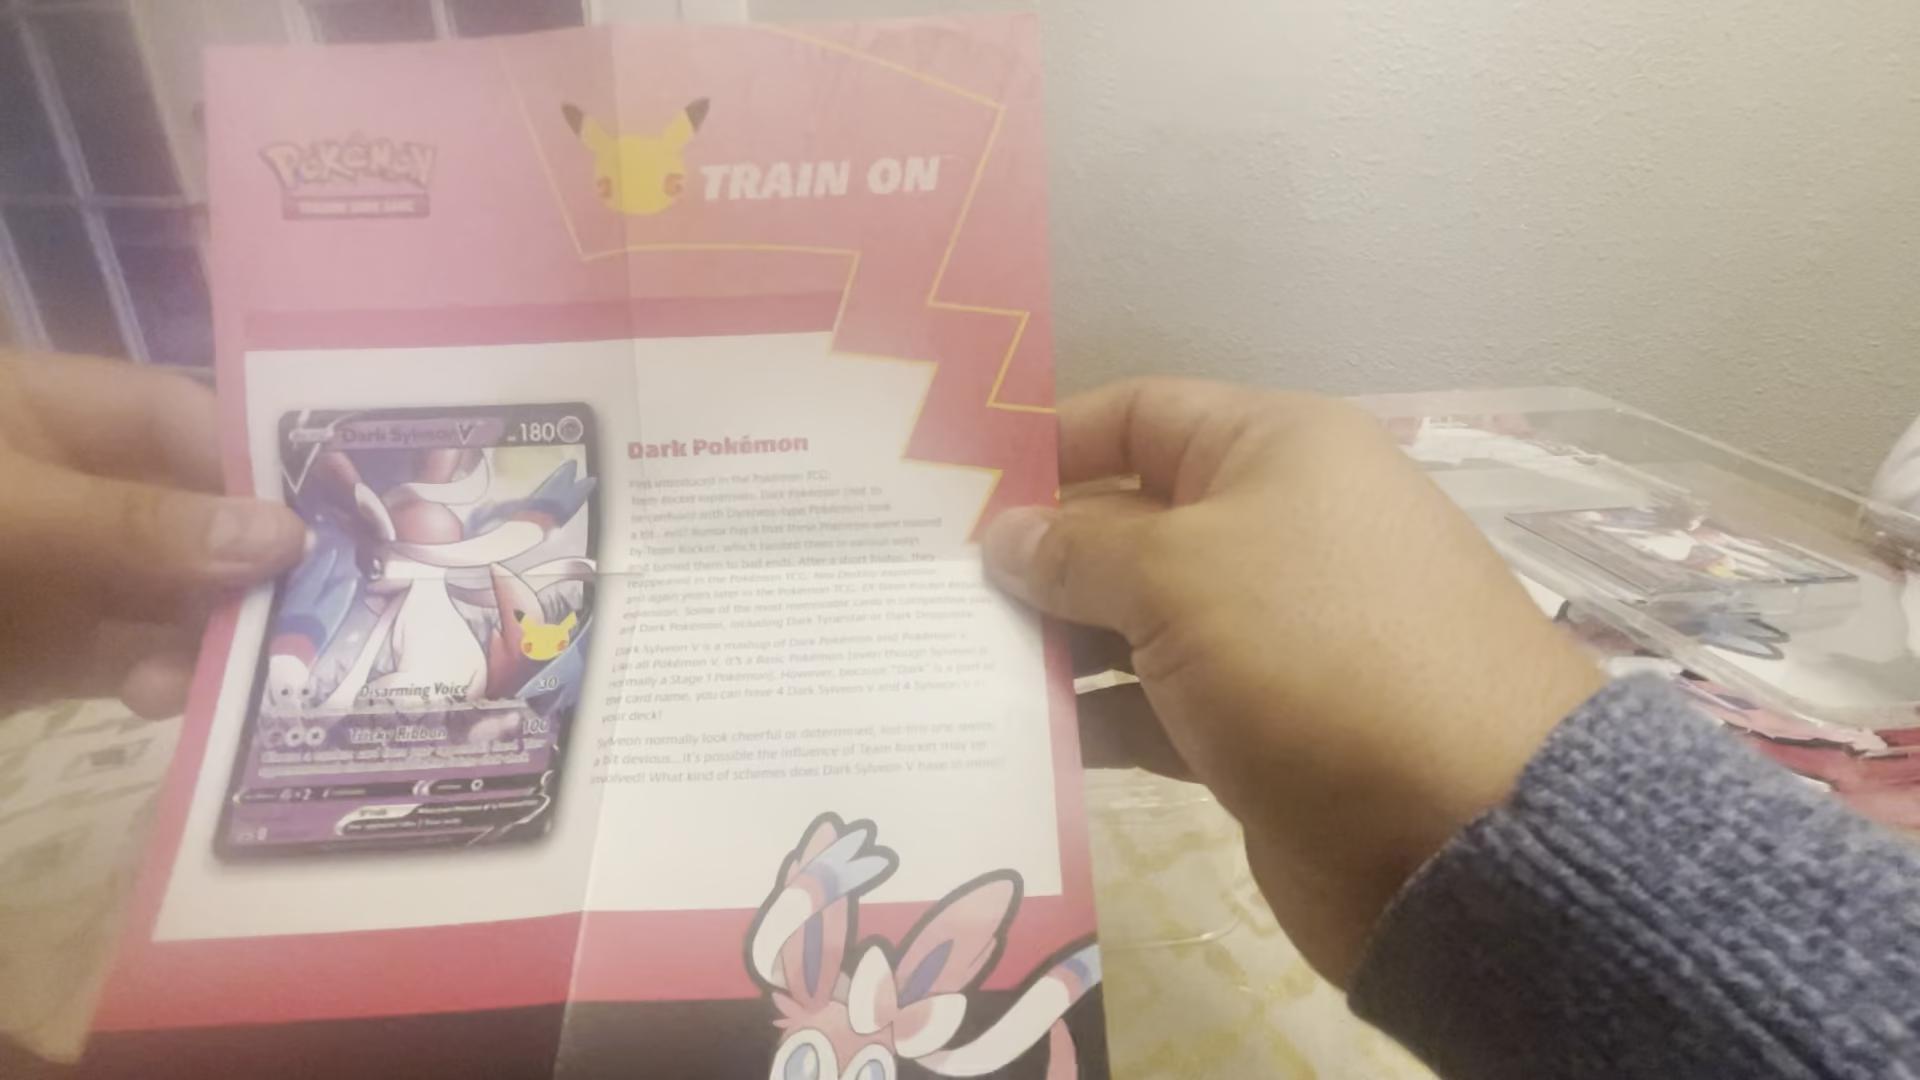 POKéMON
TRADING CARD GAME
TRAIN ON
Dark Sylveon V 180
Disarming Voice 30
Tricky Ribbon 100
Dark Pokémon
First introduced in the Pokémon TCG:
Team Rocket expansion, Dark Pokémon (not to
be confused with Darkness-type Pokémon) look
a bit... evil! Rumor has it that these Pokémon were
by Team Rocket, which twisted them in various ways
and turned them to bad ends. After a short hiatus, they
reappeared in the Pokémon TCG: Neo Destiny expansion
and again years later in the Pokémon TCG: EX Team Rocket Returns
expansion. Some of the most memorable cards in competitive play
are Dark Pokémon, including Dark Tyranitar or Dark Dragonite.
Dark Sylveon V is a mashup of Dark Pokémon and Pokémon V.
Like all Pokémon V, it's a Basic Pokémon (even though Sylveon is
normally a Stage 1 Pokémon). However, because "Dark" is a part of
the card name, you can have 4 Dark Sylveon V and 4 Sylveon V in
your deck!
Sylveon normally look cheerful or determined, but this one seems
a bit devious... it's possible the influence of Team Rocket may be
involved! What kind of schemes does Dark Sylveon V have in mind?